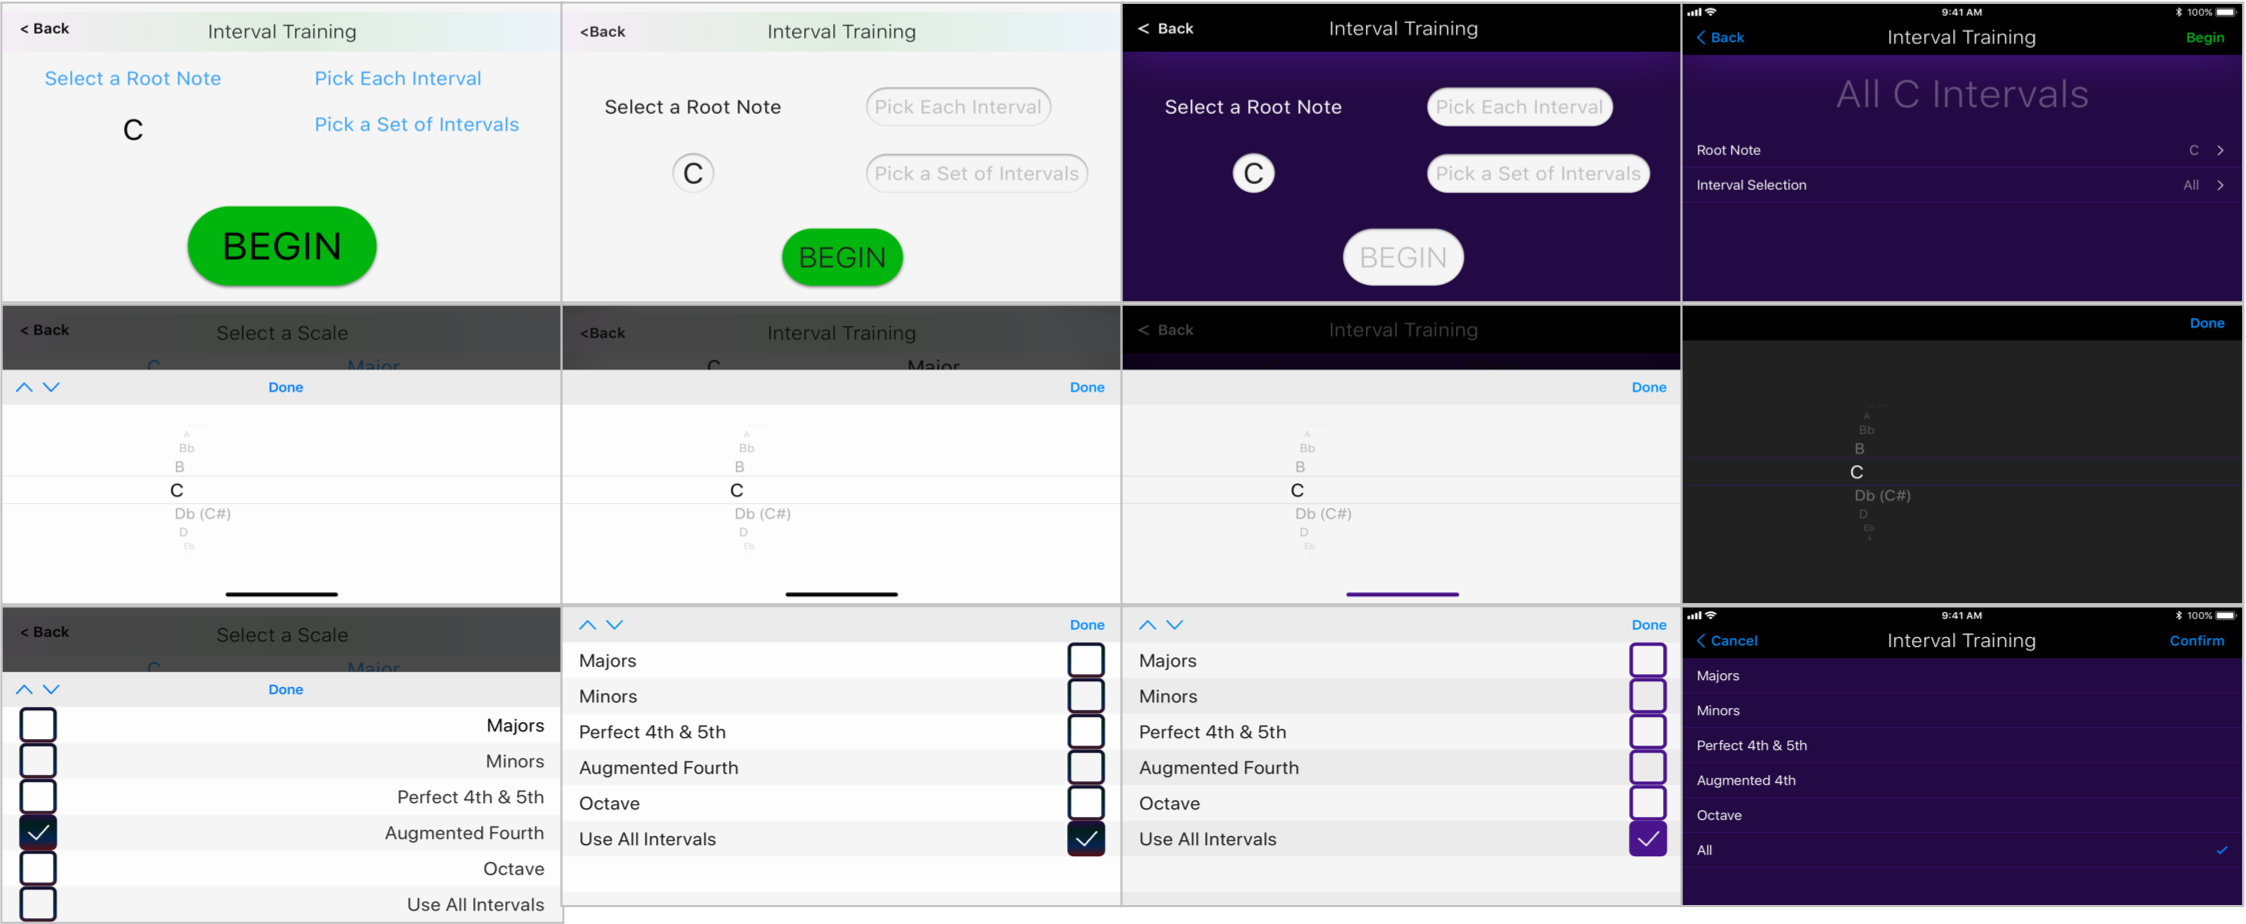 < Back
Interval Training
Select a Root Note
Pick Each Interval
C
Pick a Set of Intervals
BEGIN
<Back
Interval Training
Select a Root Note
Pick Each Interval
C
Pick a Set of Intervals
BEGIN
< Back
Interval Training
Select a Root Note
Pick Each Interval
C
Pick a Set of Intervals
BEGIN
9:41 AM
100%
Back
Interval Training
Begin
All C Intervals
Root Note
C
Interval Selection
All
< Back
Select a Scale
C
Major
Done
A
Bb
B
C
Db (C#)
D
Eb
<Back
Interval Training
C
Major
Done
A
Bb
B
C
Db (C#)
D
Eb
< Back
Interval Training
Done
A
Bb
B
C
Db (C#)
D
Eb
Done
A
Bb
B
C
Db (C#)
D
Eb
< Back
Select a Scale
C
Major
Done
Majors
Minors
Perfect 4th & 5th
Augmented Fourth
Octave
Use All Intervals
Done
Majors
Minors
Perfect 4th & 5th
Augmented Fourth
Octave
Use All Intervals
Done
Majors
Minors
Perfect 4th & 5th
Augmented Fourth
Octave
Use All Intervals
9:41 AM
100%
Cancel
Interval Training
Confirm
Majors
Minors
Perfect 4th & 5th
Augmented 4th
Octave
All